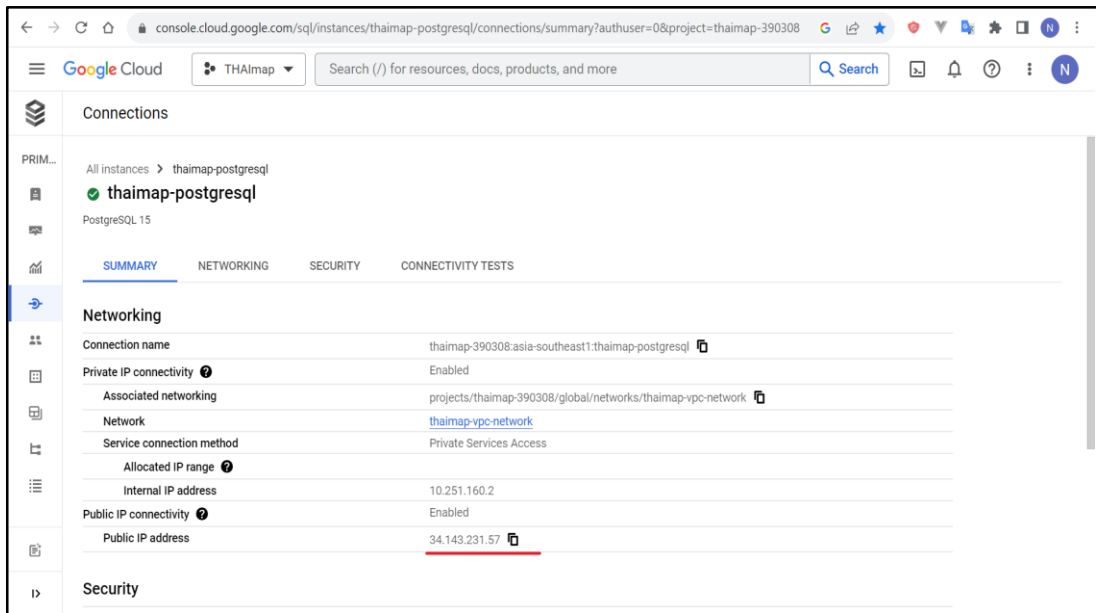 console.cloud.google.com/sql/instances/thaimap-postgresql/connections/summary?authuser=0&project=thaimap-390308
N
Google Cloud
THAImap
Search (/) for resources, docs, products, and more
Search
N
Connections
PRIM...
All instances > thaimap-postgresql
thaimap-postgresql
PostgreSQL 15
SUMMARY NETWORKING SECURITY CONNECTIVITY TESTS
Networking
Connection name thaimap-390308:asia-southeast1:thaimap-postgresql
Private IP connectivity Enabled
Associated networking projects/thaimap-390308/global/networks/thaimap-vpc-network
Network thaimap-vpc-network
Service connection method Private Services Access
Allocated IP range
Internal IP address 10.251.160.2
Public IP connectivity Enabled
Public IP address 34.143.231.57
Security